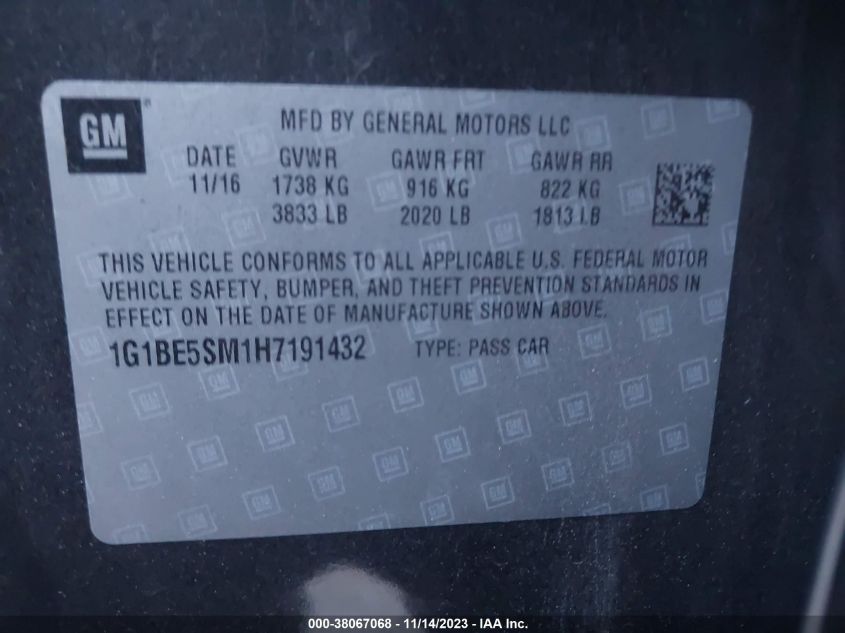 GM ®
MFD BY GENERAL MOTORS LLC
DATE GVWR GAWR FRT GAWR RR
11/16 1738 KG 916 KG 822 KG
3833 LB 2020 LB 1813 LB
THIS VEHICLE CONFORMS TO ALL APPLICABLE U.S. FEDERAL MOTOR
VEHICLE SAFETY, BUMPER, AND THEFT PREVENTION STANDARDS IN
EFFECT ON THE DATE OF MANUFACTURE SHOWN ABOVE.
1G1BE5SM1H7191432 TYPE: PASS CAR
000-38067068 - 11/14/2023 - IAA Inc.